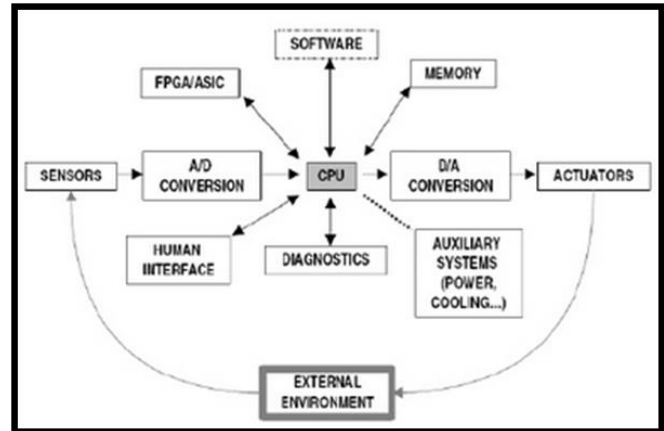 SOFTWARE
FPGA/ASIC
MEMORY
SENSORS
A/D
CONVERSION
CPU
D/A
CONVERSION
ACTUATORS
HUMAN
INTERFACE
DIAGNOSTICS
AUXILIARY
SYSTEMS
(POWER,
COOLING...)
EXTERNAL
ENVIRONMENT